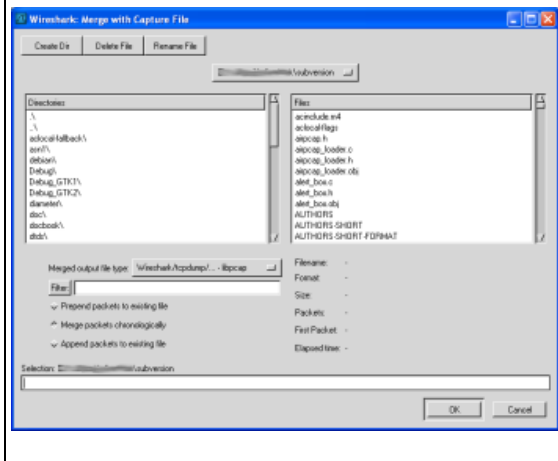 Wireshark: Merge with Capture File
Create Dir Delete File Rename File
\subversion
Directories
.\
..\
aclocal-fallback\
asn1\
debian\
Debug\
Debug_GTK1\
Debug_GTK2\
diameter\
doc\
docbook\
dtds\
Files
acinclude.m4
aclocal-flags
airpcap.h
airpcap_loader.c
airpcap_loader.h
airpcap_loader.obj
alert_box.c
alert_box.h
alert_box.obj
AUTHORS
AUTHORS-SHORT
AUTHORS-SHORT-FORMAT
Merged output file type: Wireshark/tcpdump/... - libpcap
Filter:
Prepend packets to existing file
Merge packets chronologically
Append packets to existing file
Filename: -
Format: -
Size: -
Packets: -
First Packet: -
Elapsed time: -
Selection: \subversion
OK Cancel